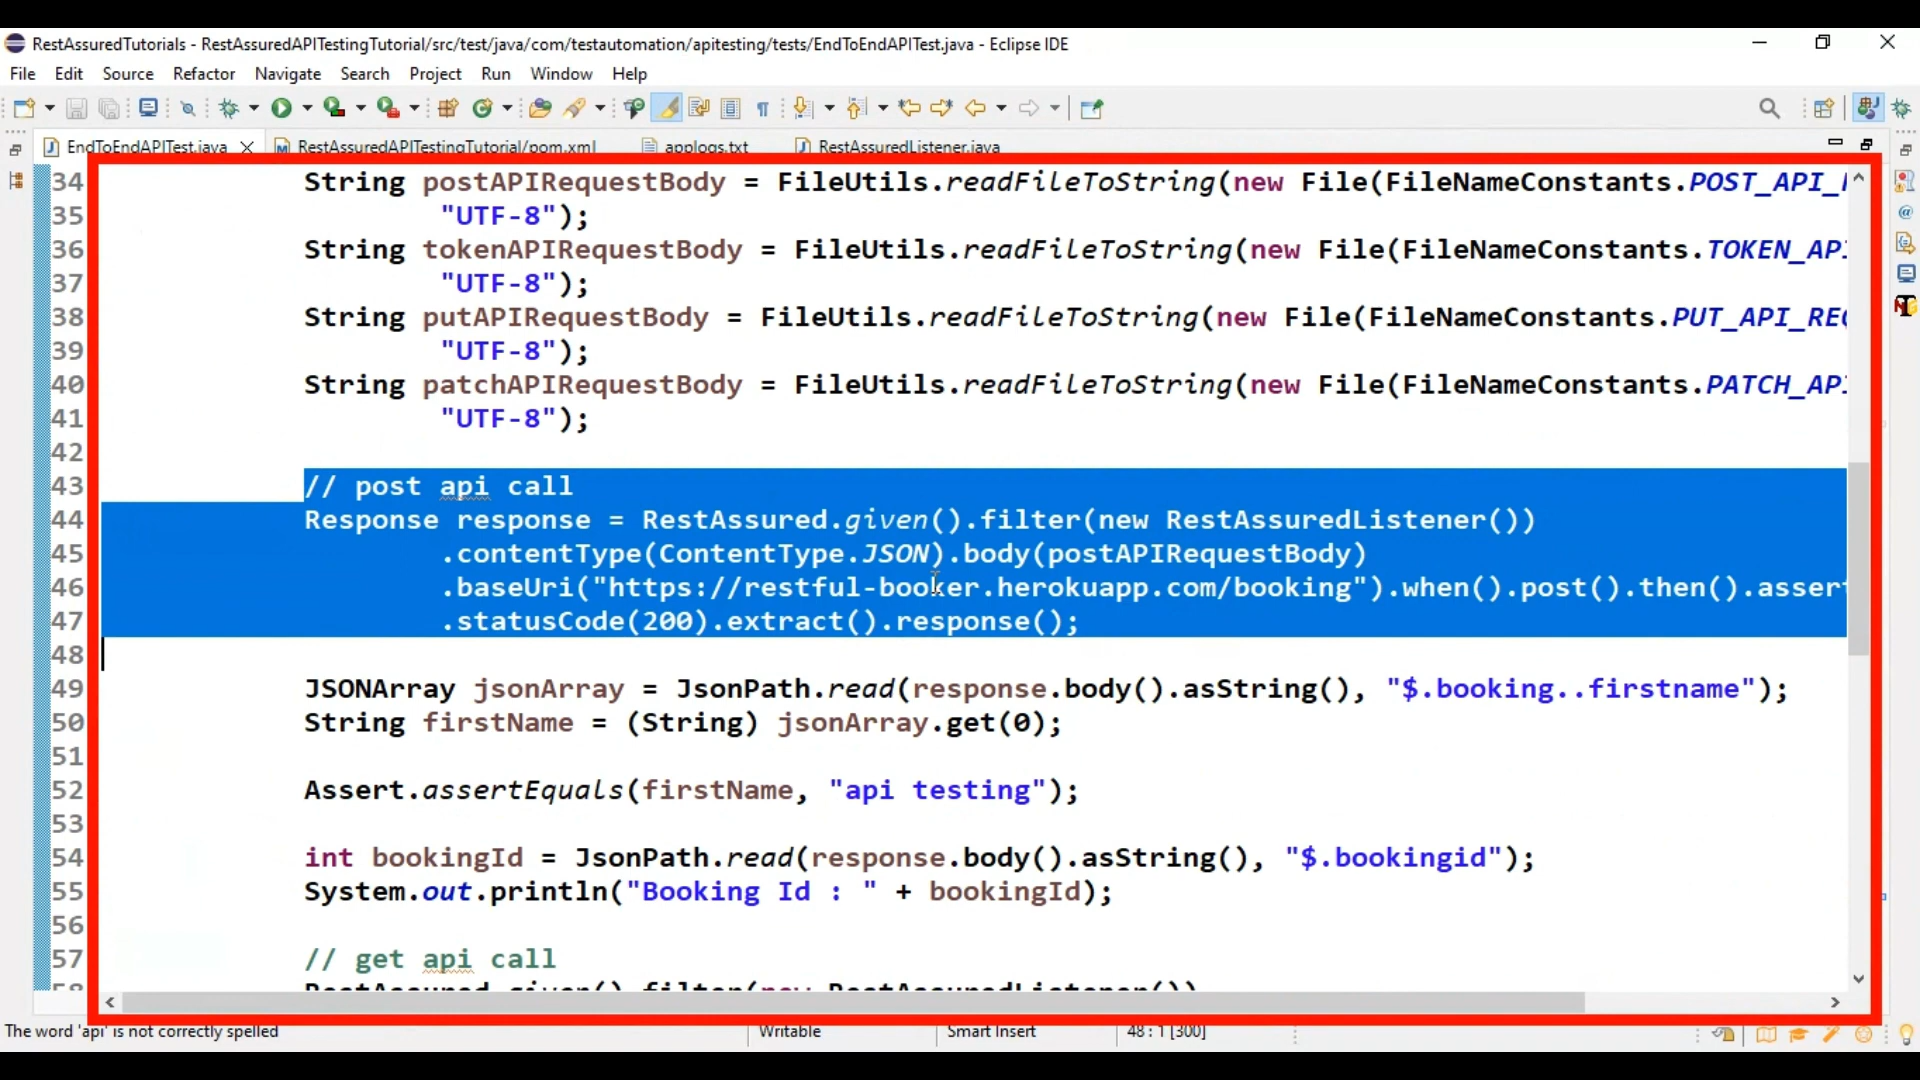 RestAssuredTutorials - RestAssuredAPITestingTutorial/src/test/java/com/testautomation/apitesting/tests/EndToEndAPITest.java - Eclipse IDE
File Edit Source Refactor Navigate Search Project Run Window Help
EndToEndAPITest.java RestAssuredAPITestingTutorial/pom.xml applogs.txt RestAssuredListener.java
34 String postAPIRequestBody = FileUtils.readFileToString(new File(FileNameConstants.POST_API_
35 "UTF-8");
36 String tokenAPIRequestBody = FileUtils.readFileToString(new File(FileNameConstants.TOKEN_AP
37 "UTF-8");
38 String putAPIRequestBody = FileUtils.readFileToString(new File(FileNameConstants.PUT_API_RE
39 "UTF-8");
40 String patchAPIRequestBody = FileUtils.readFileToString(new File(FileNameConstants.PATCH_AP
41 "UTF-8");
42
43 // post api call
44 Response response = RestAssured.given().filter(new RestAssuredListener())
45 .contentType(ContentType.JSON).body(postAPIRequestBody)
46 .baseUri("https://restful-booker.herokuapp.com/booking").when().post().then().assert
47 .statusCode(200).extract().response();
48
49 JSONArray jsonArray = JsonPath.read(response.body().asString(), "$.booking..firstname");
50 String firstName = (String) jsonArray.get(0);
51
52 Assert.assertEquals(firstName, "api testing");
53
54 int bookingId = JsonPath.read(response.body().asString(), "$.bookingid");
55 System.out.println("Booking Id : " + bookingId);
56
57 // get api call
58 RestAssured.given().filter(new RestAssuredListener())
The word 'api' is not correctly spelled Writable Smart Insert 48 : 1 [300]